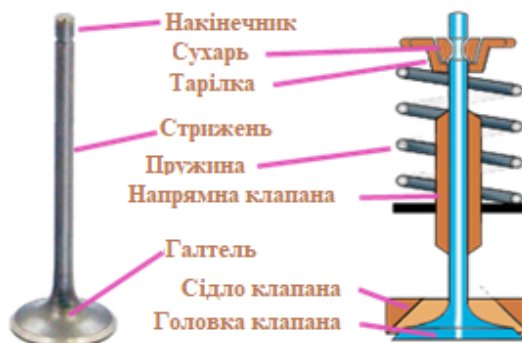 Накінечник
Сухарь
Тарілка
Стрижень
Пружина
Напрямна клапана
Галтель
Сідло клапана
Головка клапана